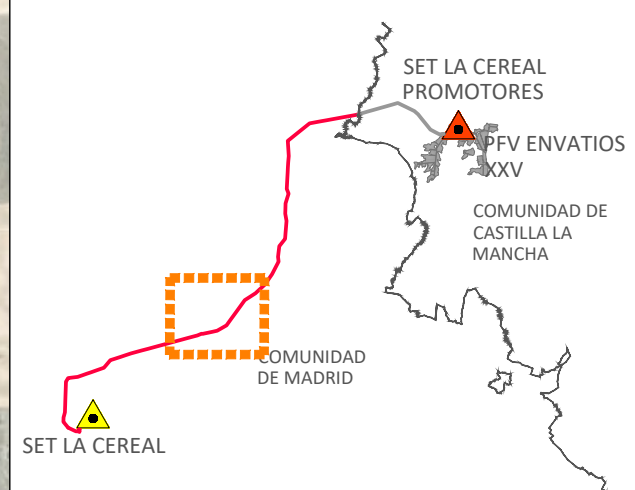 SET LA CEREAL
PROMOTORES
PFV ENVATIOS
XXV
COMUNIDAD DE
CASTILLA LA
MANCHA
COMUNIDAD
DE MADRID
SET LA CEREAL